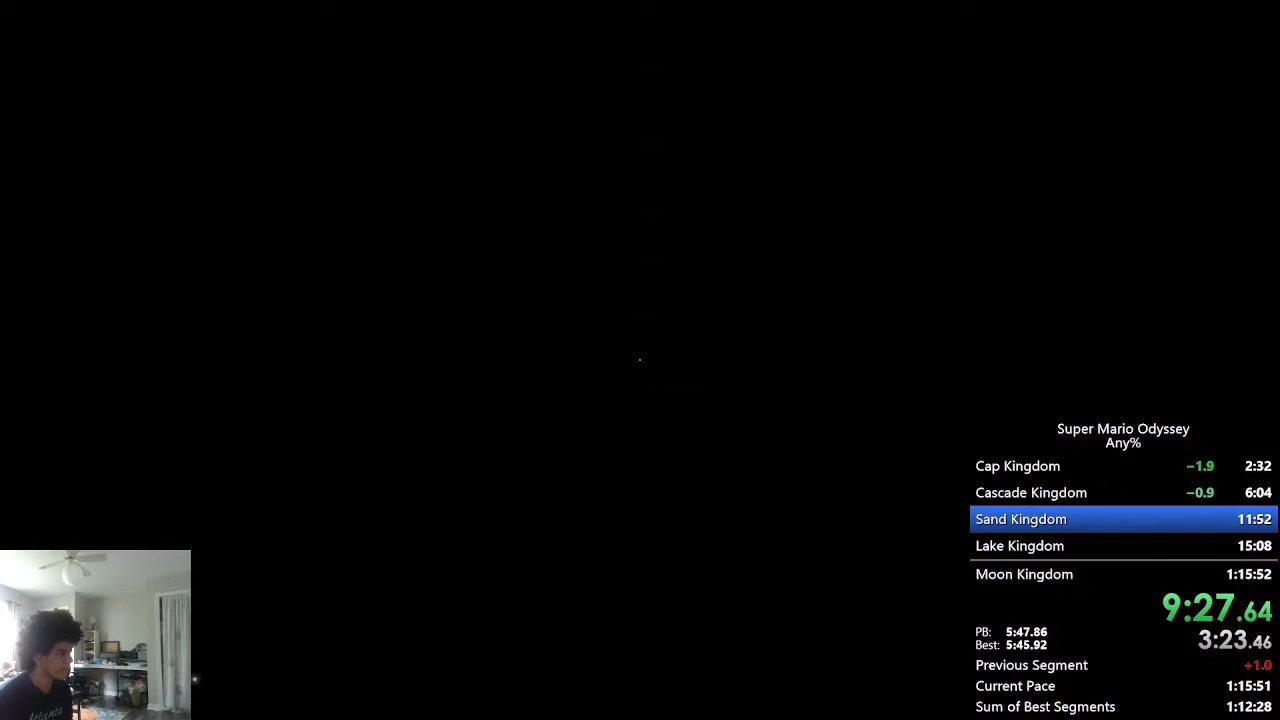 Super Mario Odyssey
Any%
Cap Kingdom −1.9 2:32
Cascade Kingdom −0.9 6:04
Sand Kingdom 11:52
Lake Kingdom 15:08
Moon Kingdom 1:15:52
9:27.64
PB: 5:47.86
Best: 5:45.92
3:23.46
Previous Segment +1.0
Current Pace 1:15:51
Sum of Best Segments 1:12:28
Atlanta